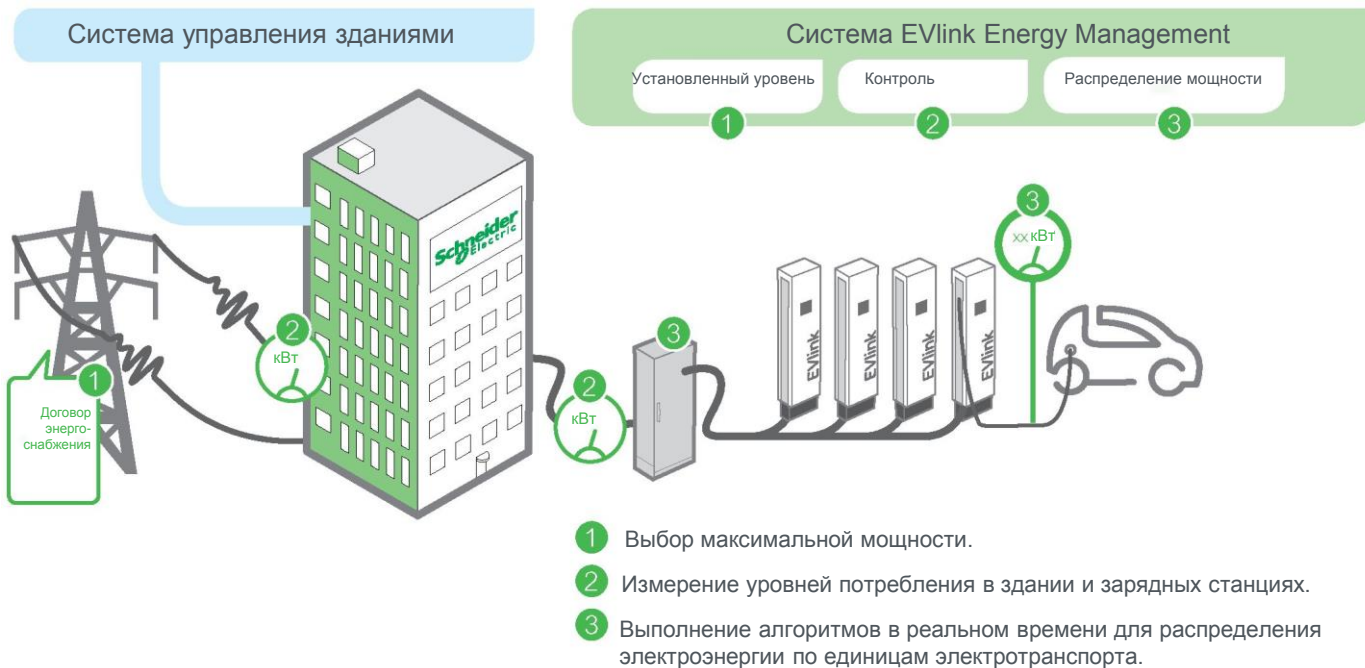 Система управления зданиями
Система EVlink Energy Management
Установленный уровень
Контроль
Распределение мощности
1
2
3
Schneider
Electric
3
xx кВт
2
кВт
1
Договор
энерго-
снабжения
2
кВт
3
EVlink
EVlink
EVlink
EVlink
1 Выбор максимальной мощности.
2 Измерение уровней потребления в здании и зарядных станциях.
3 Выполнение алгоритмов в реальном времени для распределения
электроэнергии по единицам электротранспорта.